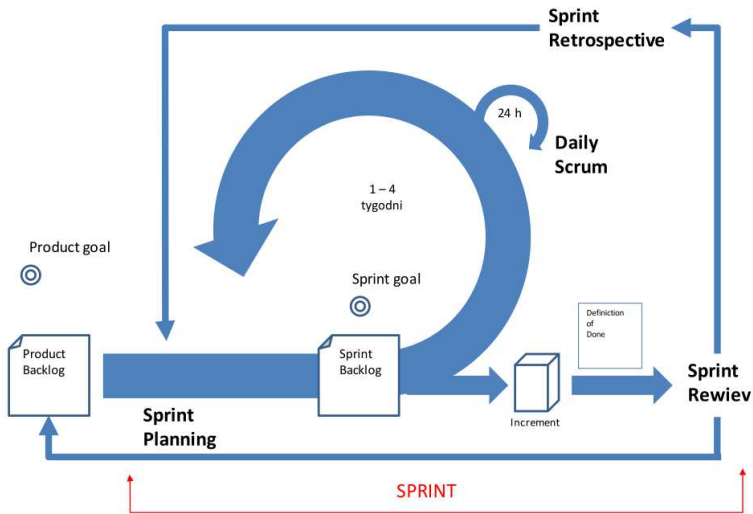 Sprint
Retrospective
24 h
Daily
Scrum
1 – 4
tygodni
Product goal
Sprint goal
Product
Backlog
Sprint
Backlog
Definition
of
Done
Sprint
Rewiev
Sprint
Planning
Increment
SPRINT